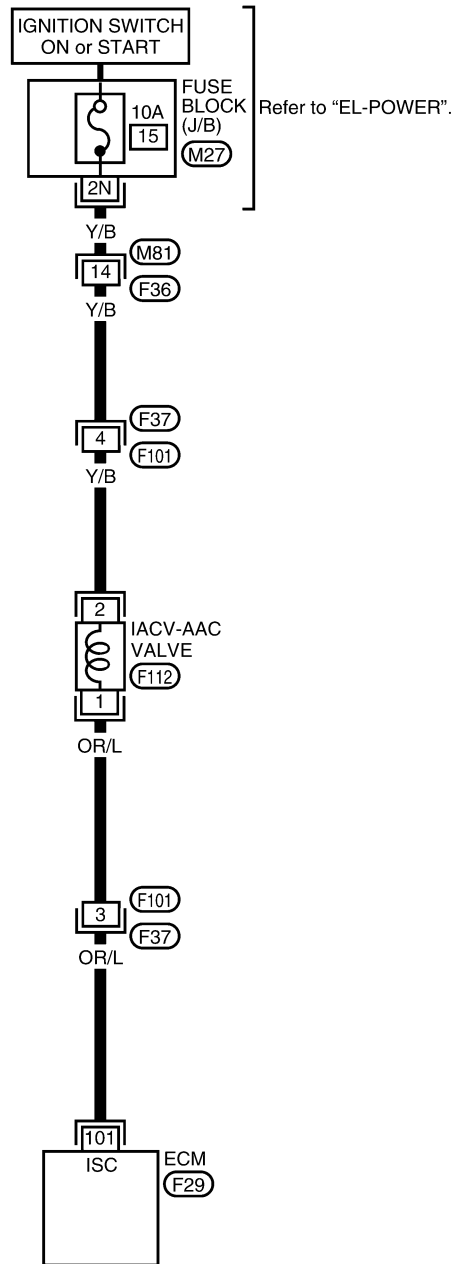 IGNITION SWITCH
ON or START
FUSE
BLOCK
(J/B)
10A
15
M27
Refer to “EL-POWER”.
2N
Y/B
M81
14
F36
Y/B
F37
4
F101
Y/B
2
IACV-AAC
VALVE
F112
1
OR/L
F101
3
F37
OR/L
101
ISC
ECM
F29